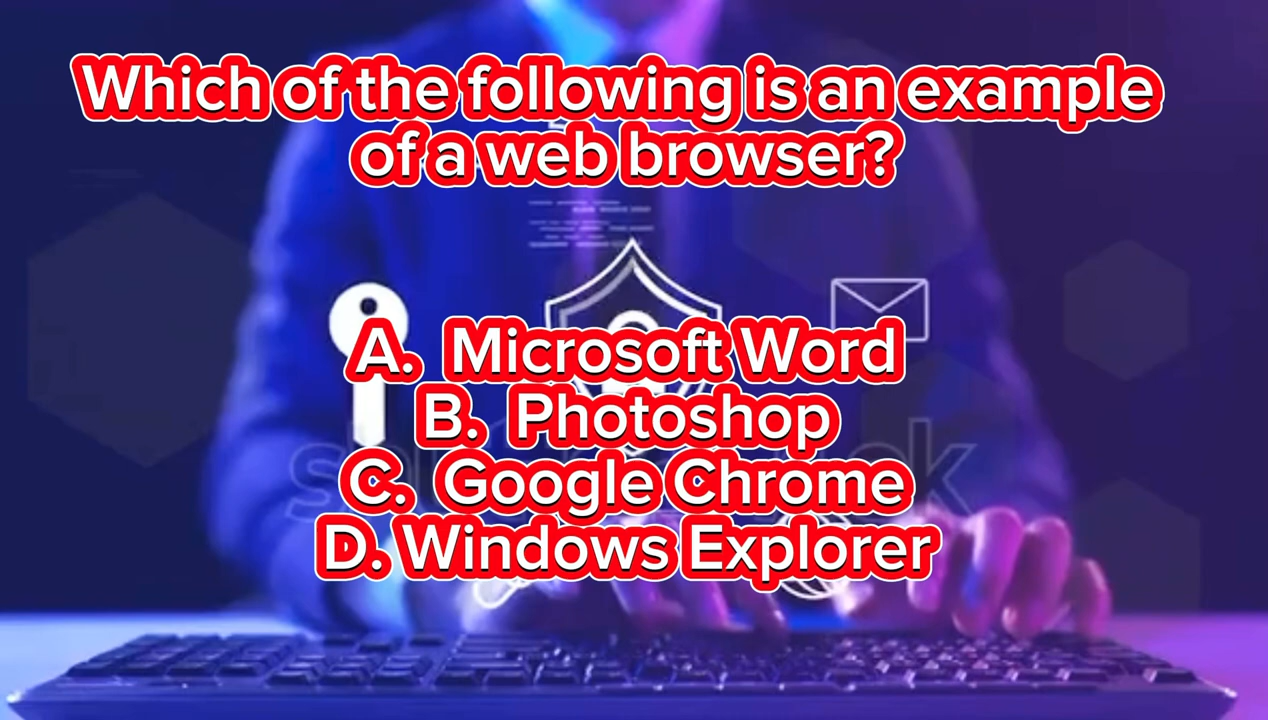 Which of the following is an example
of a web browser?
A. Microsoft Word
B. Photoshop
C. Google Chrome
D. Windows Explorer